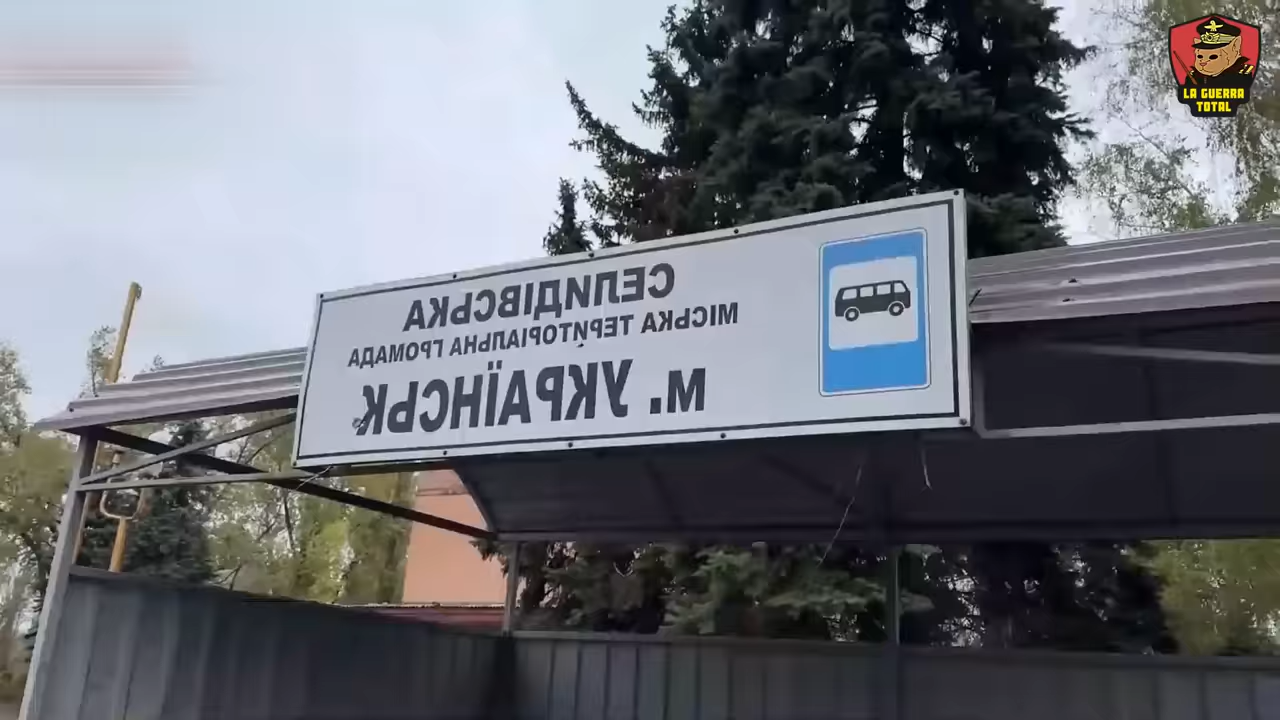 СЕЛИДІВСЬКА
МІСЬКА ТЕРИТОРІАЛЬНА ГРОМАДА
м. УКРАЇНСЬК
LA GUERRA
TOTAL